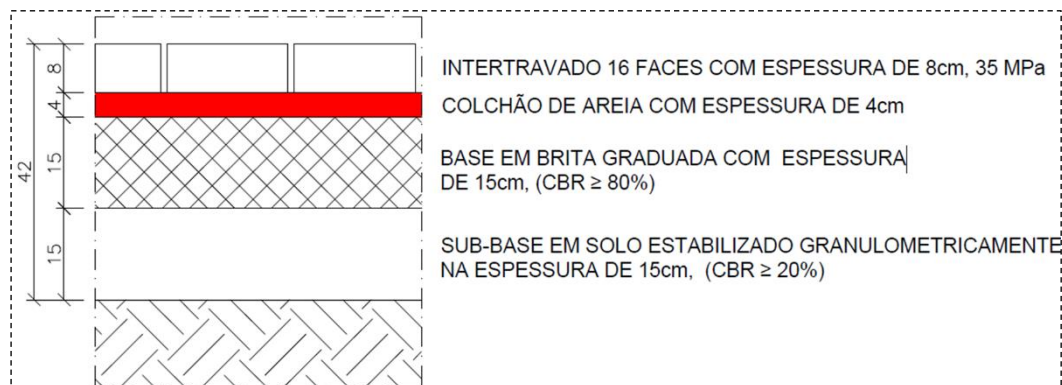 INTERTRAVADO 16 FACES COM ESPESSURA DE 8cm, 35 MPa
COLCHÃO DE AREIA COM ESPESSURA DE 4cm
BASE EM BRITA GRADUADA COM ESPESSURA
DE 15cm, (CBR ≥ 80%)
SUB-BASE EM SOLO ESTABILIZADO GRANULOMETRICAMENTE
NA ESPESSURA DE 15cm, (CBR ≥ 20%)
8
4
15
15
42